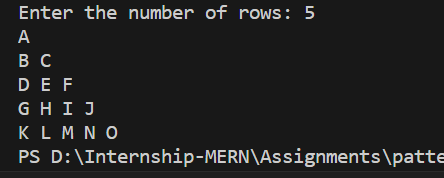 Enter the number of rows: 5
A
B C
D E F
G H I J
K L M N O
PS D:\Internship-MERN\Assignments\patte